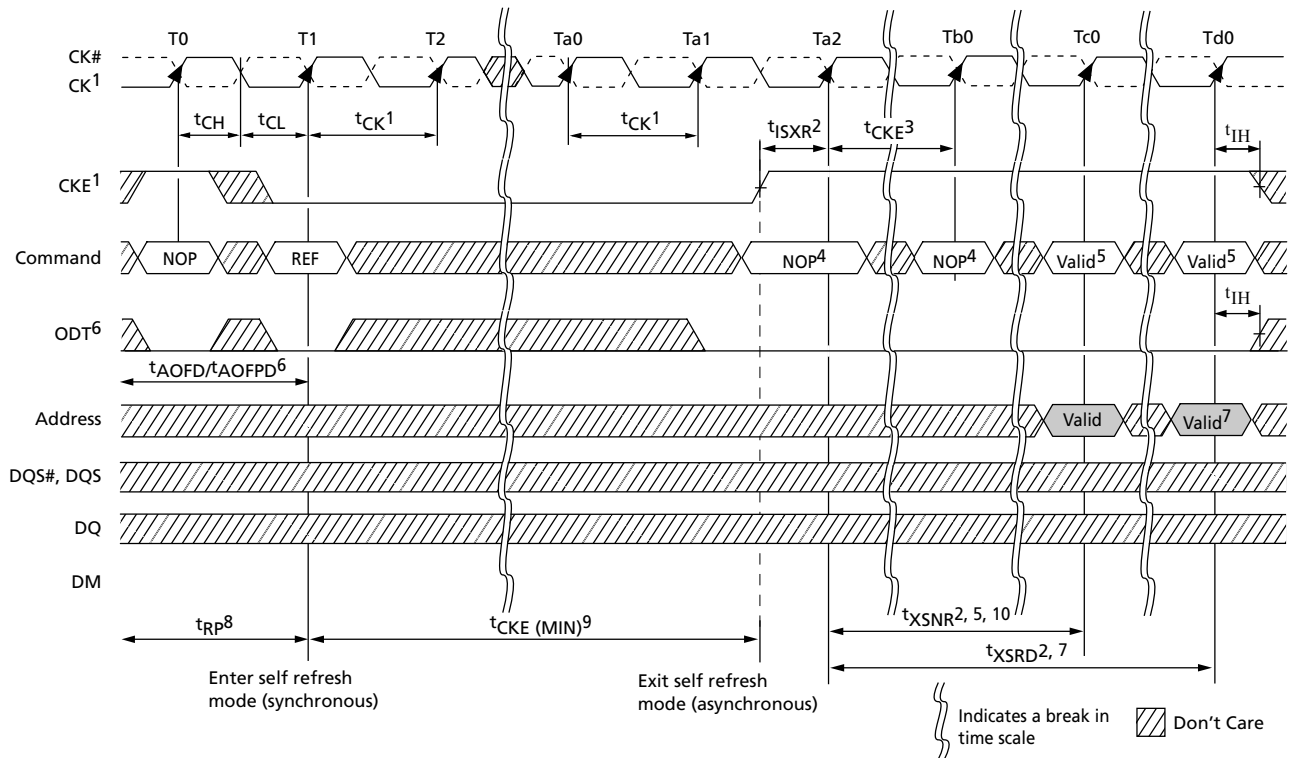 T0 T1 T2 Ta0 Ta1 Ta2 Tb0 Tc0 Td0
CK#
CK1
tCH tCL tCK1 tCK1 tISXR2 tCKE3 tIH
CKE1
Command NOP REF NOP4 NOP4 Valid5 Valid5
tIH
ODT6
tAOFD/tAOFPD6
Address Valid Valid7
DQS#, DQS
DQ
DM
tRP8 tCKE (MIN)9 tXSNR2, 5, 10
tXSRD2, 7
Enter self refresh
mode (synchronous)
Exit self refresh
mode (asynchronous)
Indicates a break in
time scale
Don't Care